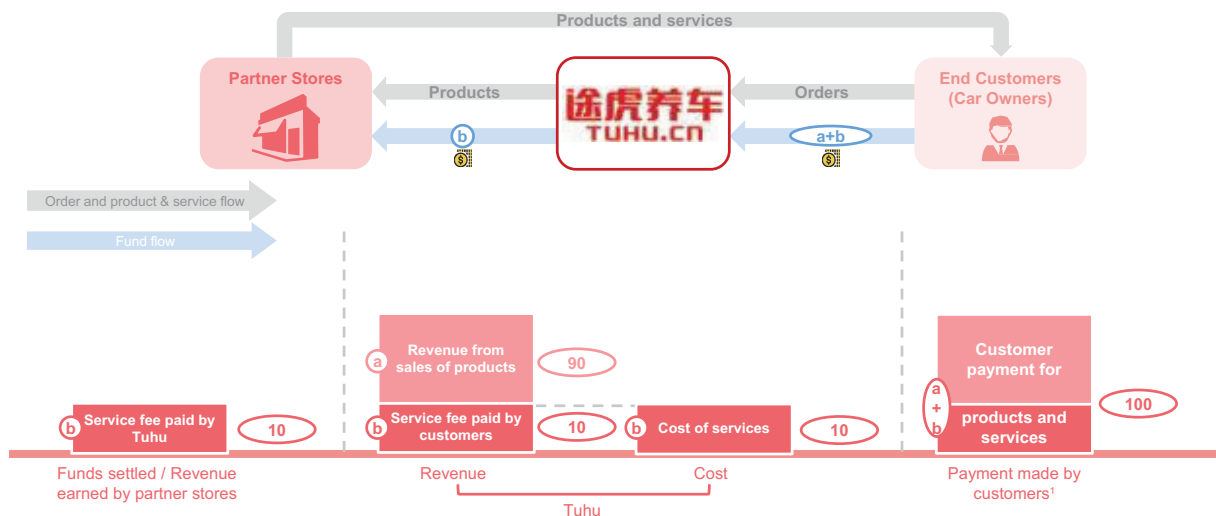 Products and services
Partner Stores
Products
途虎养车
TUHU.CN
Orders
End Customers
(Car Owners)
b
a+b
Order and product & service flow
Fund flow
a
Revenue from
sales of products
90
Customer
payment for
a
+
b
products and
services
100
b
Service fee paid by
Tuhu
10
b
Service fee paid by
customers
10
b
Cost of services
10
Funds settled / Revenue
earned by partner stores
Revenue
Cost
Tuhu
Payment made by
customers¹